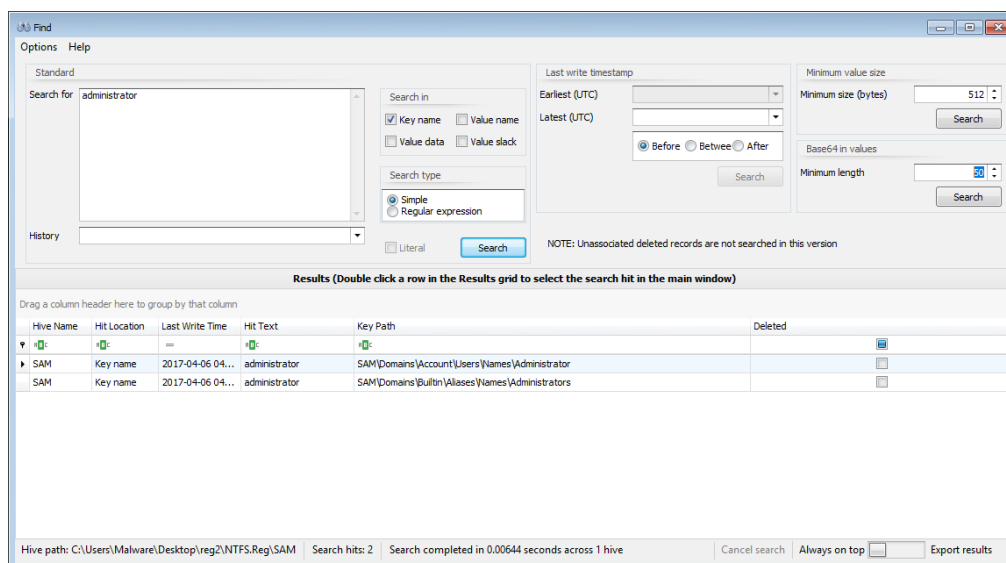 Find
Options Help
Standard
Search for administrator
Search in
Key name Value name
Value data Value slack
Search type
Simple
Regular expression
History
Literal Search
Last write timestamp
Earliest (UTC)
Latest (UTC)
Before Betwee After
Search
Minimum value size
Minimum size (bytes) 512
Search
Base64 in values
Minimum length 50
Search
NOTE: Unassociated deleted records are not searched in this version
Results (Double click a row in the Results grid to select the search hit in the main window)
Drag a column header here to group by that column
Hive Name Hit Location Last Write Time Hit Text Key Path Deleted
SAM Key name 2017-04-06 04... administrator SAM\Domains\Account\Users\Names\Administrator
SAM Key name 2017-04-06 04... administrator SAM\Domains\Builtin\Aliases\Names\Administrators
Hive path: C:\Users\Malware\Desktop\reg2\NTFS.Reg\SAM Search hits: 2 Search completed in 0.00644 seconds across 1 hive Cancel search Always on top Export results